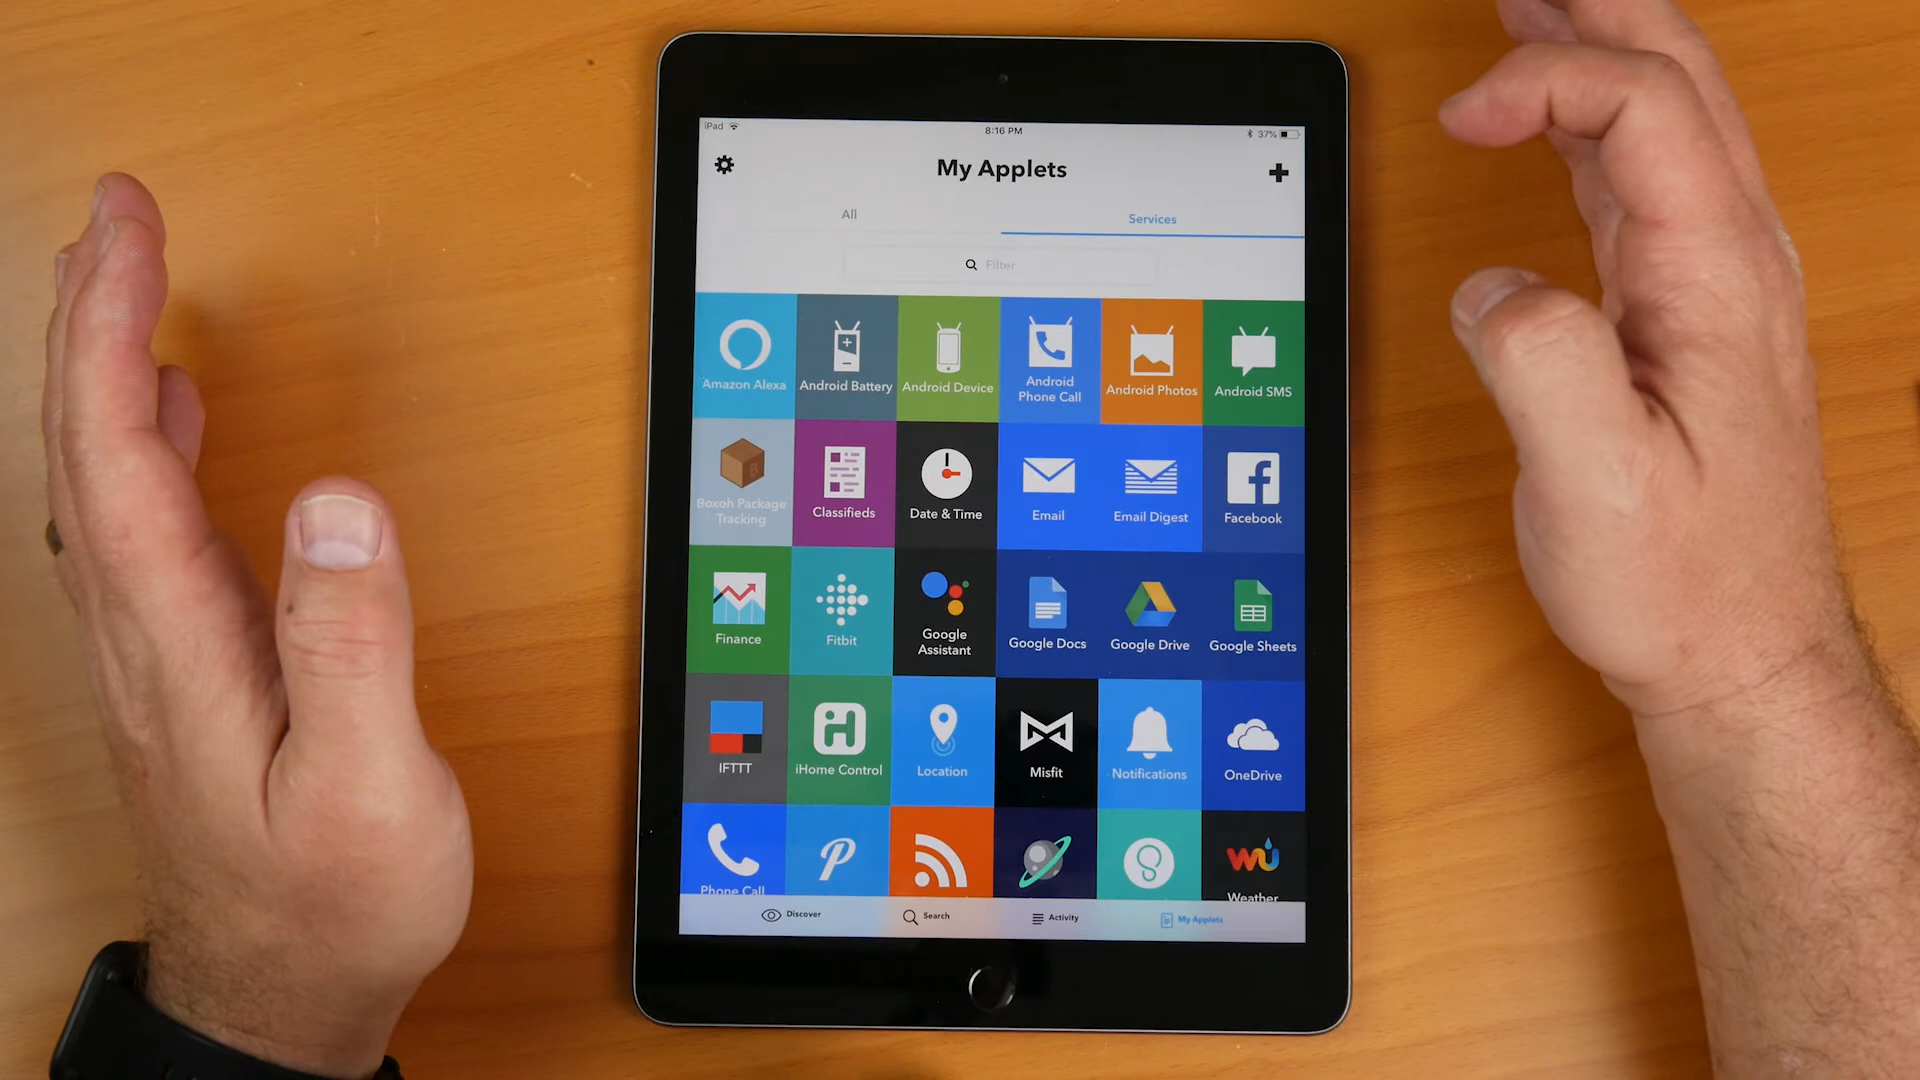 iPad
8:16 PM
37%
My Applets
All
Services
Filter
Amazon Alexa
Android Battery
Android Device
Android
Phone Call
Android Photos
Android SMS
Boxoh Package
Tracking
Classifieds
Date & Time
Email
Email Digest
Facebook
Finance
Fitbit
Google
Assistant
Google Docs
Google Drive
Google Sheets
IFTTT
iHome Control
Location
Misfit
Notifications
OneDrive
Phone Call
Weather
Discover
Search
Activity
My Applets